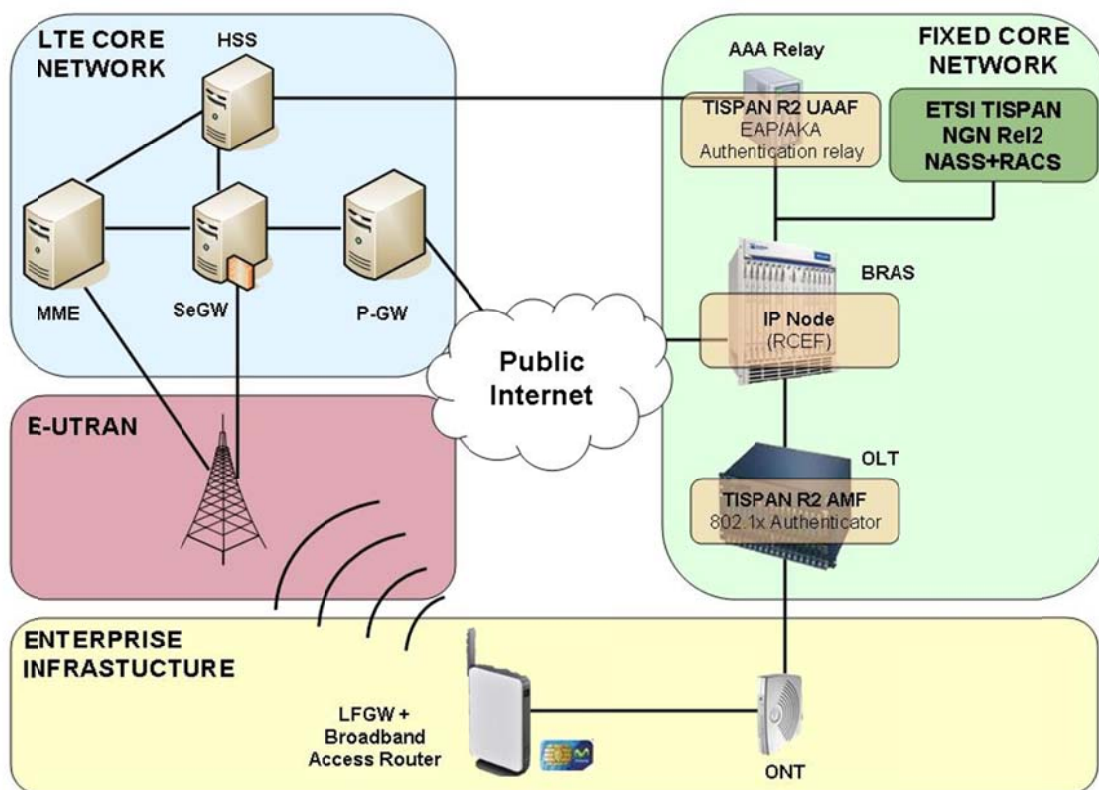 LTE CORE
NETWORK
HSS
MME
SeGW
P-GW
AAA Relay
TISPAN R2 UAAF
EAP/AKA
Authentication relay
FIXED CORE
NETWORK
ETSI TISPAN
NGN Rel2
NASS+RACS
BRAS
IP Node
(RCEF)
Public
Internet
E-UTRAN
OLT
TISPAN R2 AMF
802.1x Authenticator
ENTERPRISE
INFRASTUCTURE
LFGW +
Broadband
Access Router
ONT